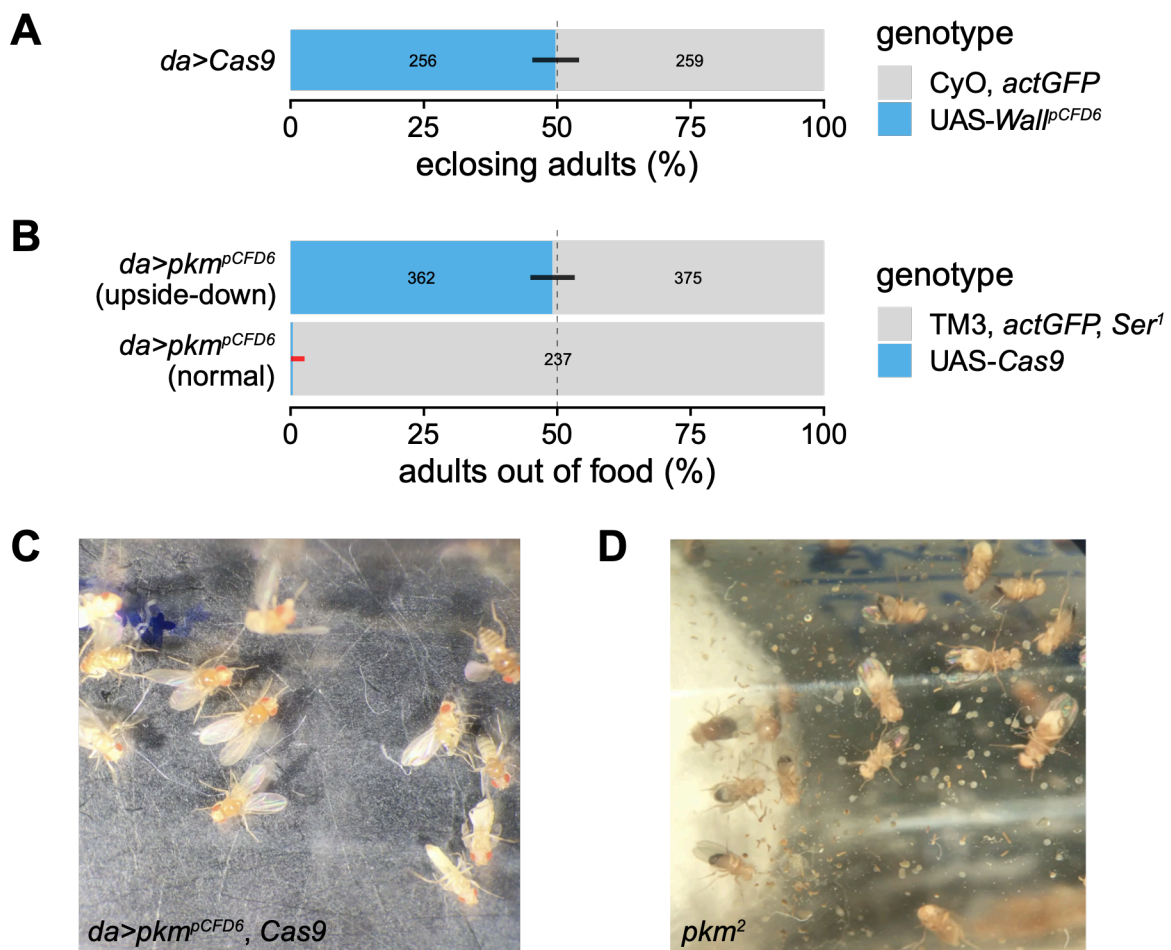 A
da>Cas9
256
259
0 25 50 75 100
eclosing adults (%)
genotype
CyO, actGFP
UAS-Wall^pCFD6
B
da>pkm^pCFD6
(upside-down)
362
375
da>pkm^pCFD6
(normal)
237
0 25 50 75 100
adults out of food (%)
genotype
TM3, actGFP, Ser^1
UAS-Cas9
C
da>pkm^pCFD6, Cas9
D
pkm^2